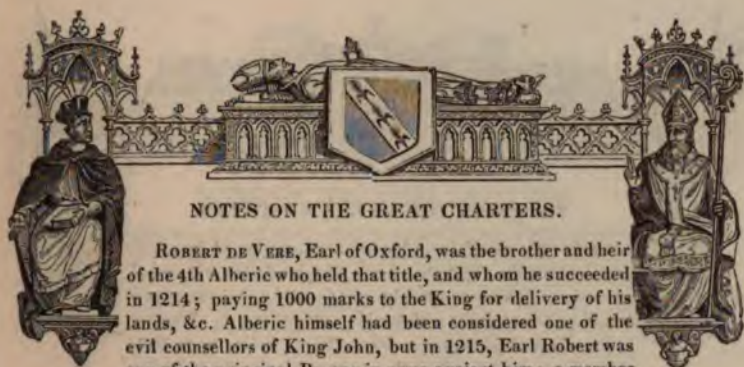 NOTES ON THE GREAT CHARTERS.
ROBERT DE VERE, Earl of Oxford, was the brother and heir
of the 4th Alberic who held that title, and whom he succeeded
in 1214; paying 1000 marks to the King for delivery of his
lands, &c. Alberic himself had been considered one of the
evil counsellors of King John, but in 1215, Earl Robert was